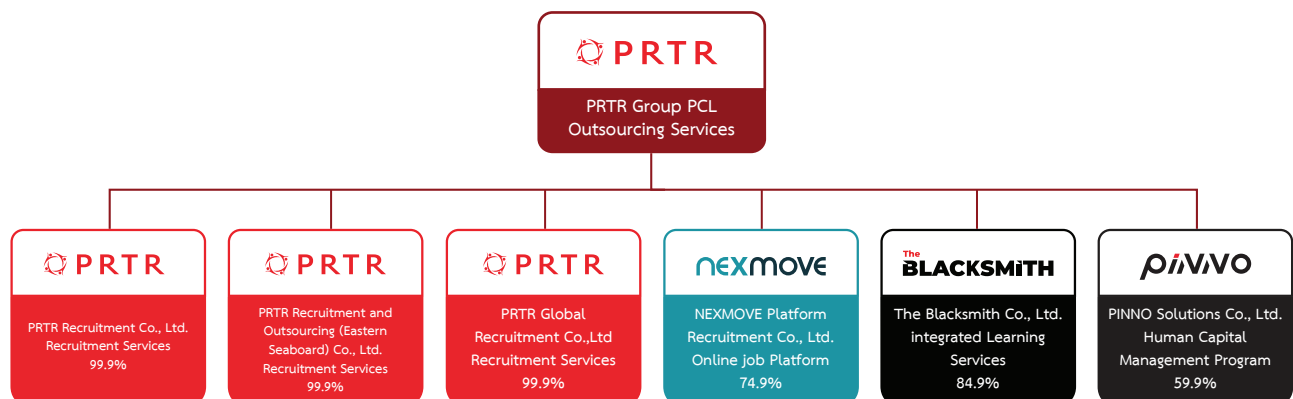 PRTR
PRTR Group PCL
Outsourcing Services
PRTR
PRTR Recruitment Co., Ltd.
Recruitment Services
99.9%
PRTR
PRTR Recruitment and
Outsourcing (Eastern
Seaboard) Co., Ltd.
Recruitment Services
99.9%
PRTR
PRTR Global
Recruitment Co.,Ltd
Recruitment Services
99.9%
nexmove
NEXMOVE Platform
Recruitment Co., Ltd.
Online job Platform
74.9%
The
BLACKSMiTH
The Blacksmith Co., Ltd.
integrated Learning
Services
84.9%
PiNNO
PINNO Solutions Co., Ltd.
Human Capital
Management Program
59.9%